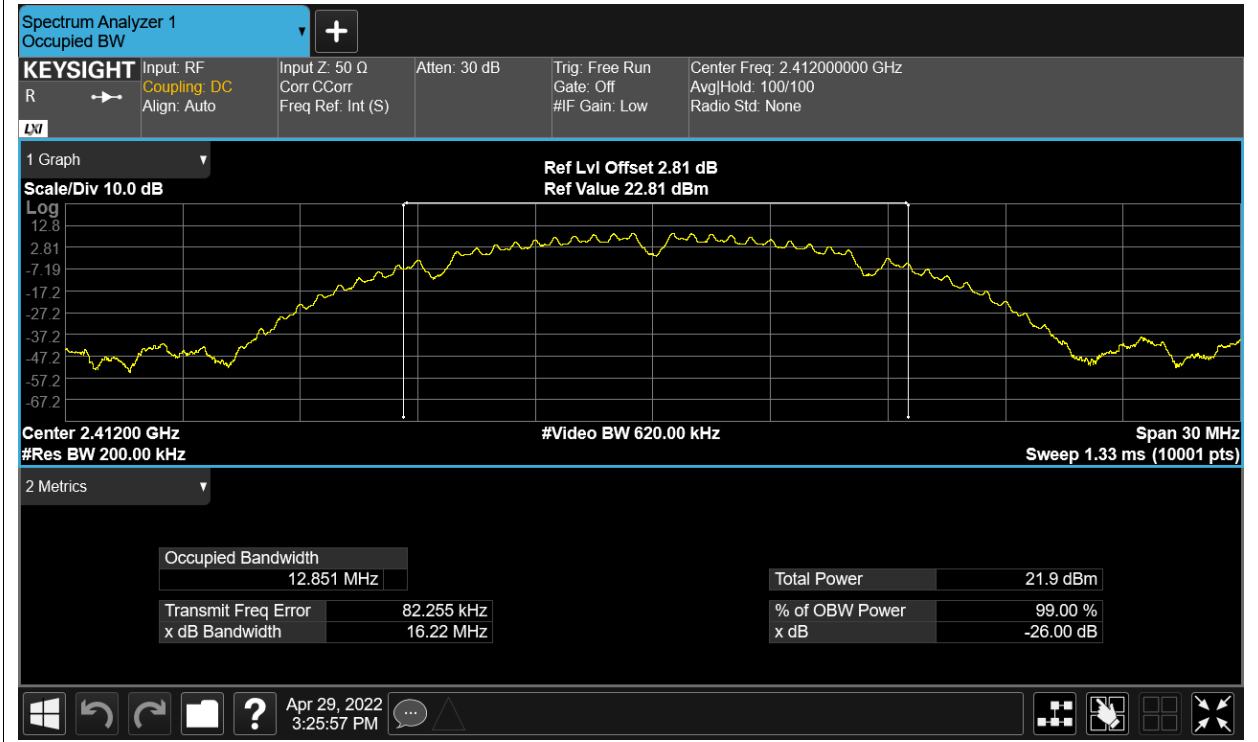 Spectrum Analyzer 1
Occupied BW
KEYSIGHT
R
LXI
Input: RF
Coupling: DC
Align: Auto
Input Z: 50 Ω
Corr CCorr
Freq Ref: Int (S)
Atten: 30 dB
Trig: Free Run
Gate: Off
#IF Gain: Low
Center Freq: 2.412000000 GHz
Avg|Hold: 100/100
Radio Std: None
1 Graph
Scale/Div 10.0 dB
Ref Lvl Offset 2.81 dB
Ref Value 22.81 dBm
Log
12.8
2.81
-7.19
-17.2
-27.2
-37.2
-47.2
-57.2
-67.2
Center 2.41200 GHz
#Res BW 200.00 kHz
#Video BW 620.00 kHz
Span 30 MHz
Sweep 1.33 ms (10001 pts)
2 Metrics
Occupied Bandwidth
12.851 MHz
Transmit Freq Error 82.255 kHz
x dB Bandwidth 16.22 MHz
Total Power 21.9 dBm
% of OBW Power 99.00 %
x dB -26.00 dB
Apr 29, 2022
3:25:57 PM